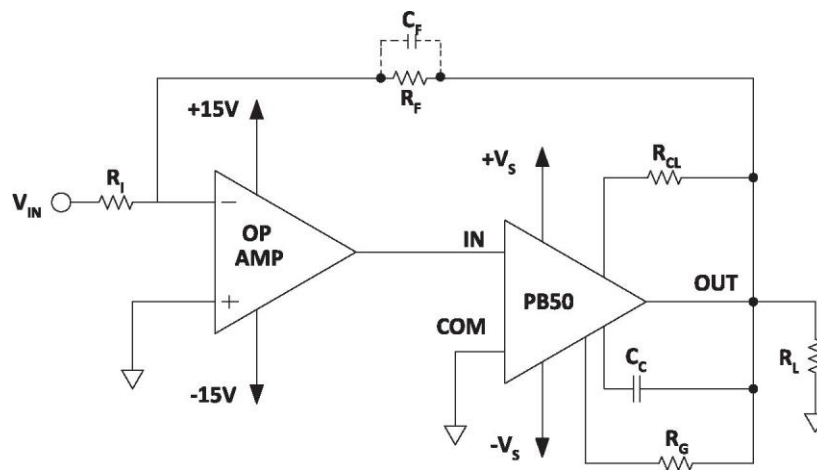 C_F
R_F
+15V
+V_S
R_CL
R_I
V_IN
−
OP
AMP
IN
+
PB50
OUT
COM
C_C
R_L
-15V
-V_S
R_G